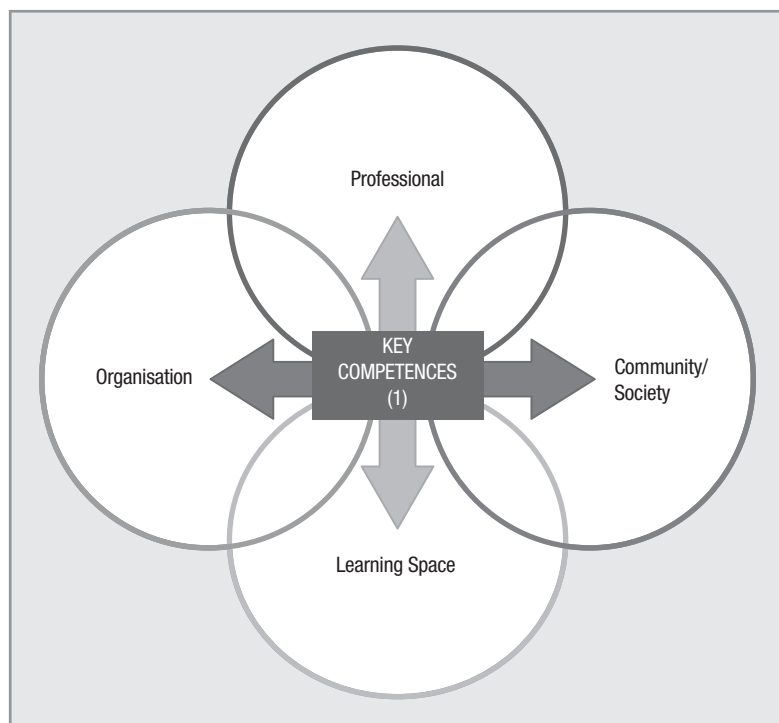 Professional
Organisation
KEY
COMPETENCES
(1)
Community/
Society
Learning Space